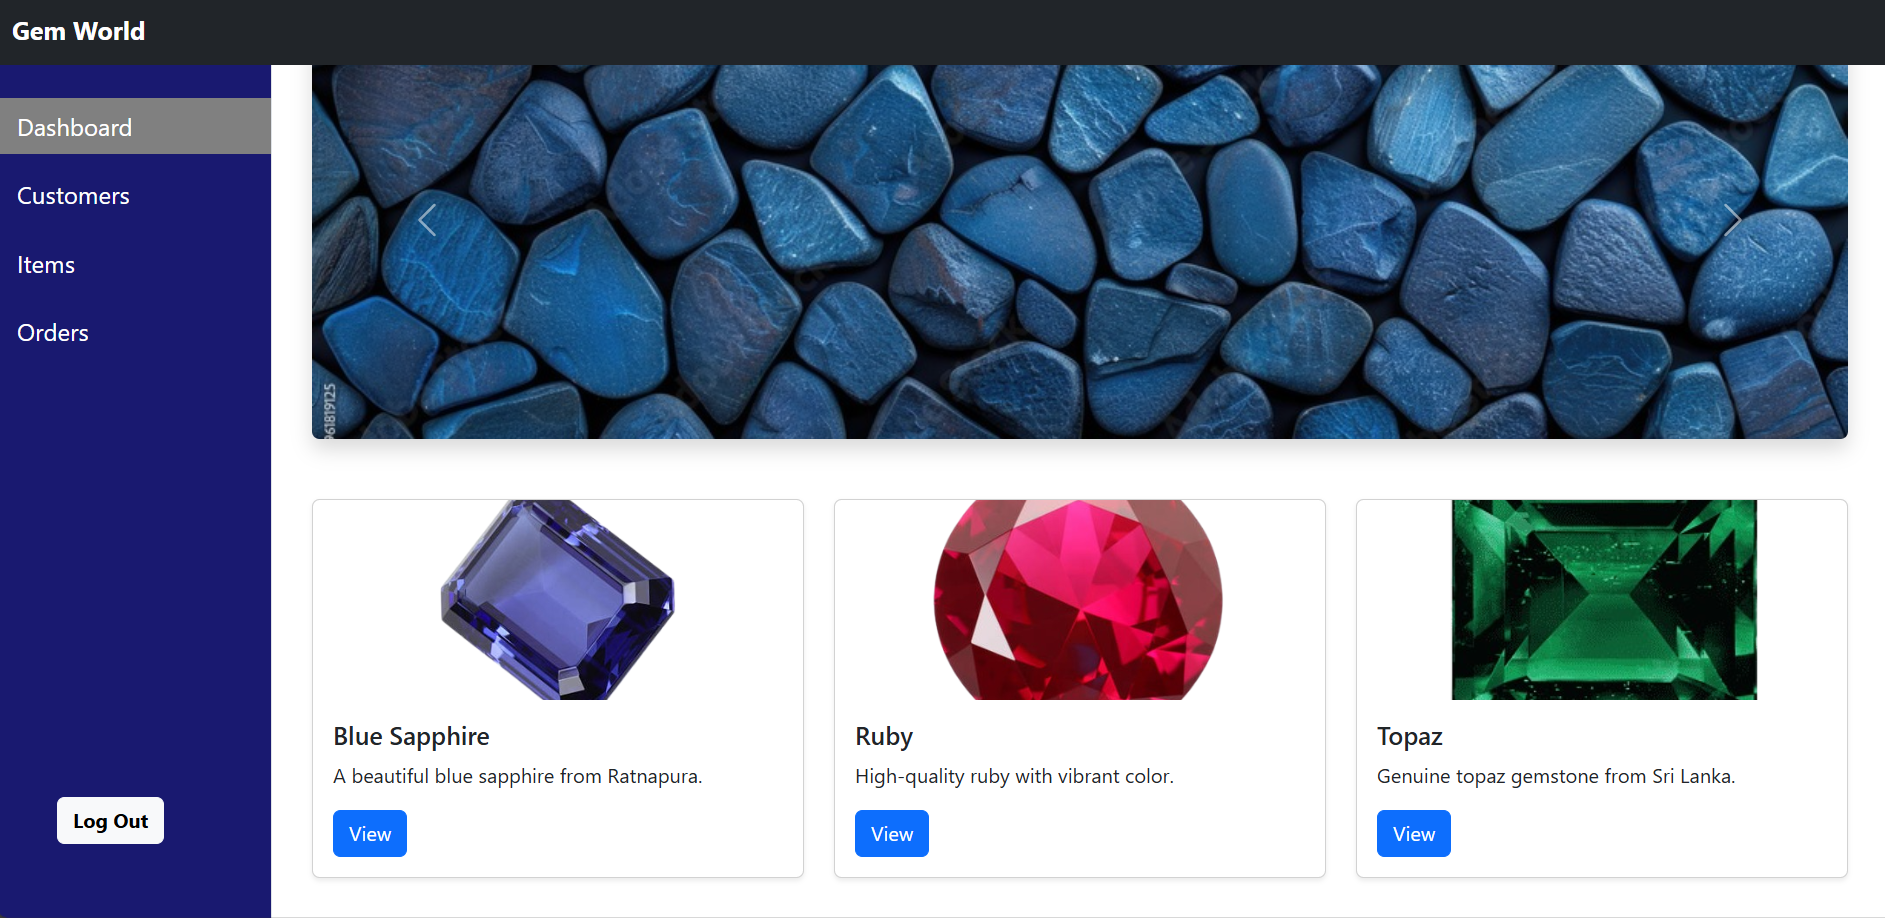 Gem World
Dashboard
Customers
Items
Orders
Log Out
961819125
Blue Sapphire
A beautiful blue sapphire from Ratnapura.
View
Ruby
High-quality ruby with vibrant color.
View
Topaz
Genuine topaz gemstone from Sri Lanka.
View